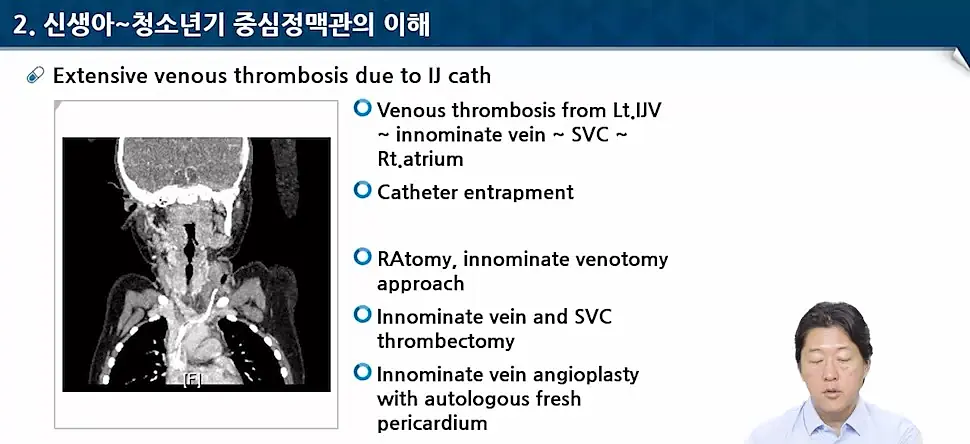 2. 신생아~청소년기 중심정맥관의 이해
Extensive venous thrombosis due to IJ cath
Venous thrombosis from Lt.IJV
~ innominate vein ~ SVC ~
Rt.atrium
Catheter entrapment
RAtomy, innominate venotomy
approach
Innominate vein and SVC
thrombectomy
Innominate vein angioplasty
with autologous fresh
pericardium
[F]